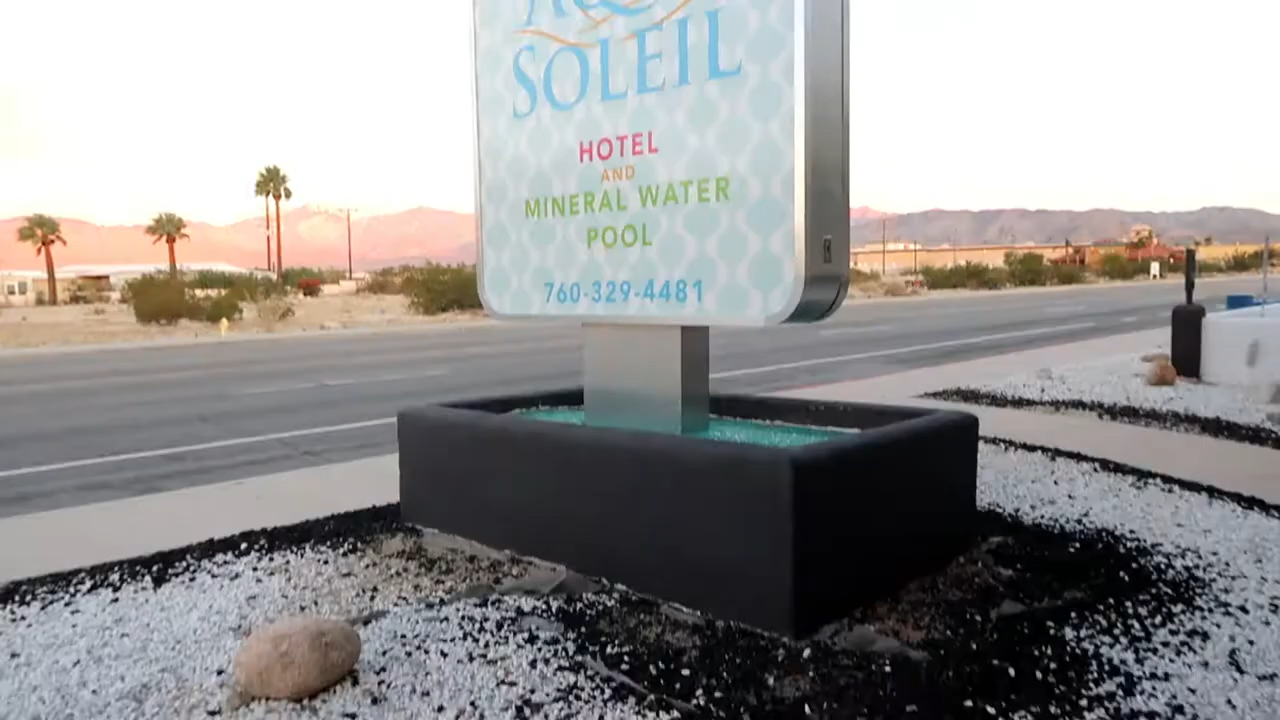 SOLEIL
HOTEL
AND
MINERAL WATER
POOL
760-329-4481